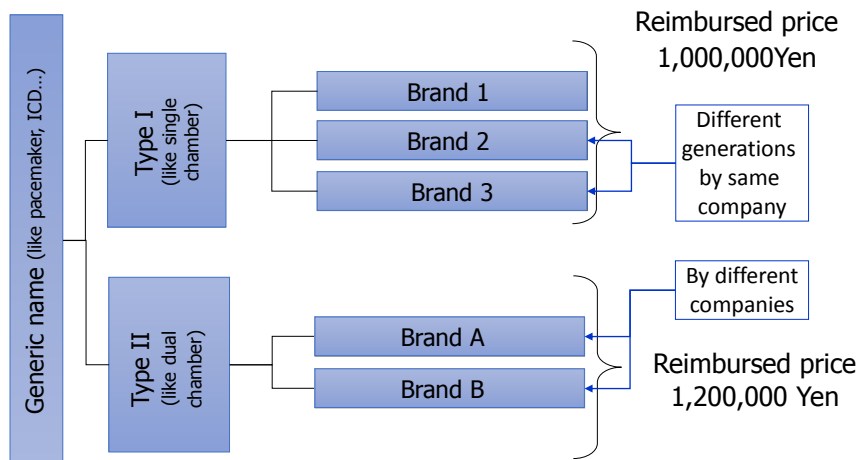 Generic name (like pacemaker, ICD...)
Type I
(like single
chamber)
Brand 1
Brand 2
Brand 3
Reimbursed price
1,000,000Yen
Different
generations
by same
company
Type II
(like dual
chamber)
Brand A
Brand B
By different
companies
Reimbursed price
1,200,000 Yen